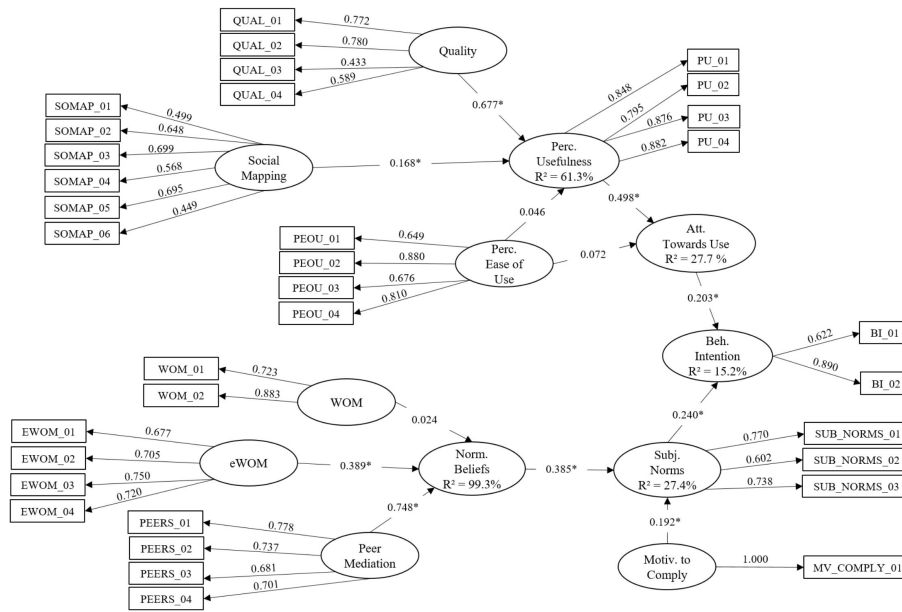 QUAL_01
QUAL_02
QUAL_03
QUAL_04
0.772
0.780
0.433
0.589
Quality
0.677*
PU_01
PU_02
PU_03
PU_04
0.848
0.795
0.876
0.882
Perc.
Usefulness
R² = 61.3%
SOMAP_01
SOMAP_02
SOMAP_03
SOMAP_04
SOMAP_05
SOMAP_06
0.499
0.648
0.699
0.568
0.695
0.449
Social
Mapping
0.168*
0.046
0.498*
PEOU_01
PEOU_02
PEOU_03
PEOU_04
0.649
0.880
0.676
0.810
Perc.
Ease of
Use
0.072
Att.
Towards Use
R² = 27.7 %
0.203*
Beh.
Intention
R² = 15.2%
0.622
0.890
BI_01
BI_02
WOM_01
WOM_02
0.723
0.883
WOM
0.024
0.240*
EWOM_01
EWOM_02
EWOM_03
EWOM_04
0.677
0.705
0.750
0.720
eWOM
0.389*
Norm.
Beliefs
R² = 99.3%
0.385*
Subj.
Norms
R² = 27.4%
0.770
0.602
0.738
SUB_NORMS_01
SUB_NORMS_02
SUB_NORMS_03
0.748*
PEERS_01
PEERS_02
PEERS_03
PEERS_04
0.778
0.737
0.681
0.701
Peer
Mediation
0.192*
Motiv. to
Comply
1.000
MV_COMPLY_01